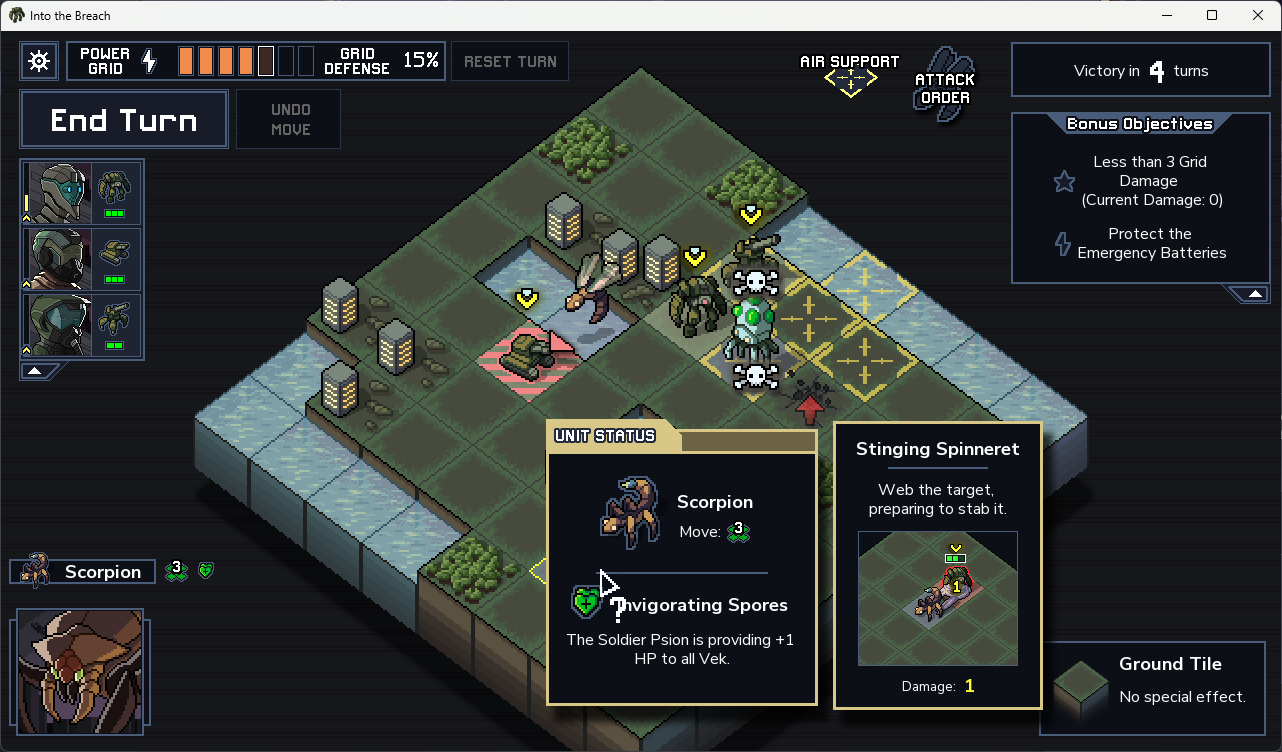 Into the Breach
POWER
GRID
GRID
DEFENSE
15%
RESET TURN
AIR SUPPORT
ATTACK
ORDER
Victory in 4 turns
End Turn
UNDO
MOVE
Bonus Objectives
Less than 3 Grid
Damage
(Current Damage: 0)
Protect the
Emergency Batteries
UNIT STATUS
Scorpion
Move: 3
Invigorating Spores
The Soldier Psion is providing +1
HP to all Vek.
Stinging Spinneret
Web the target,
preparing to stab it.
1
Damage: 1
Scorpion
3
Ground Tile
No special effect.